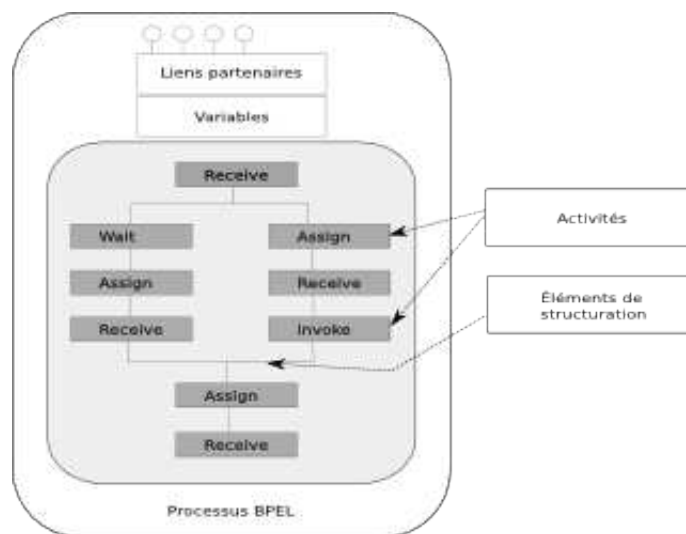 Liens partenaires
Variables
Receive
Wait
Assign
Assign
Receive
Receive
Invoke
Assign
Receive
Processus BPEL
Activités
Éléments de
structuration